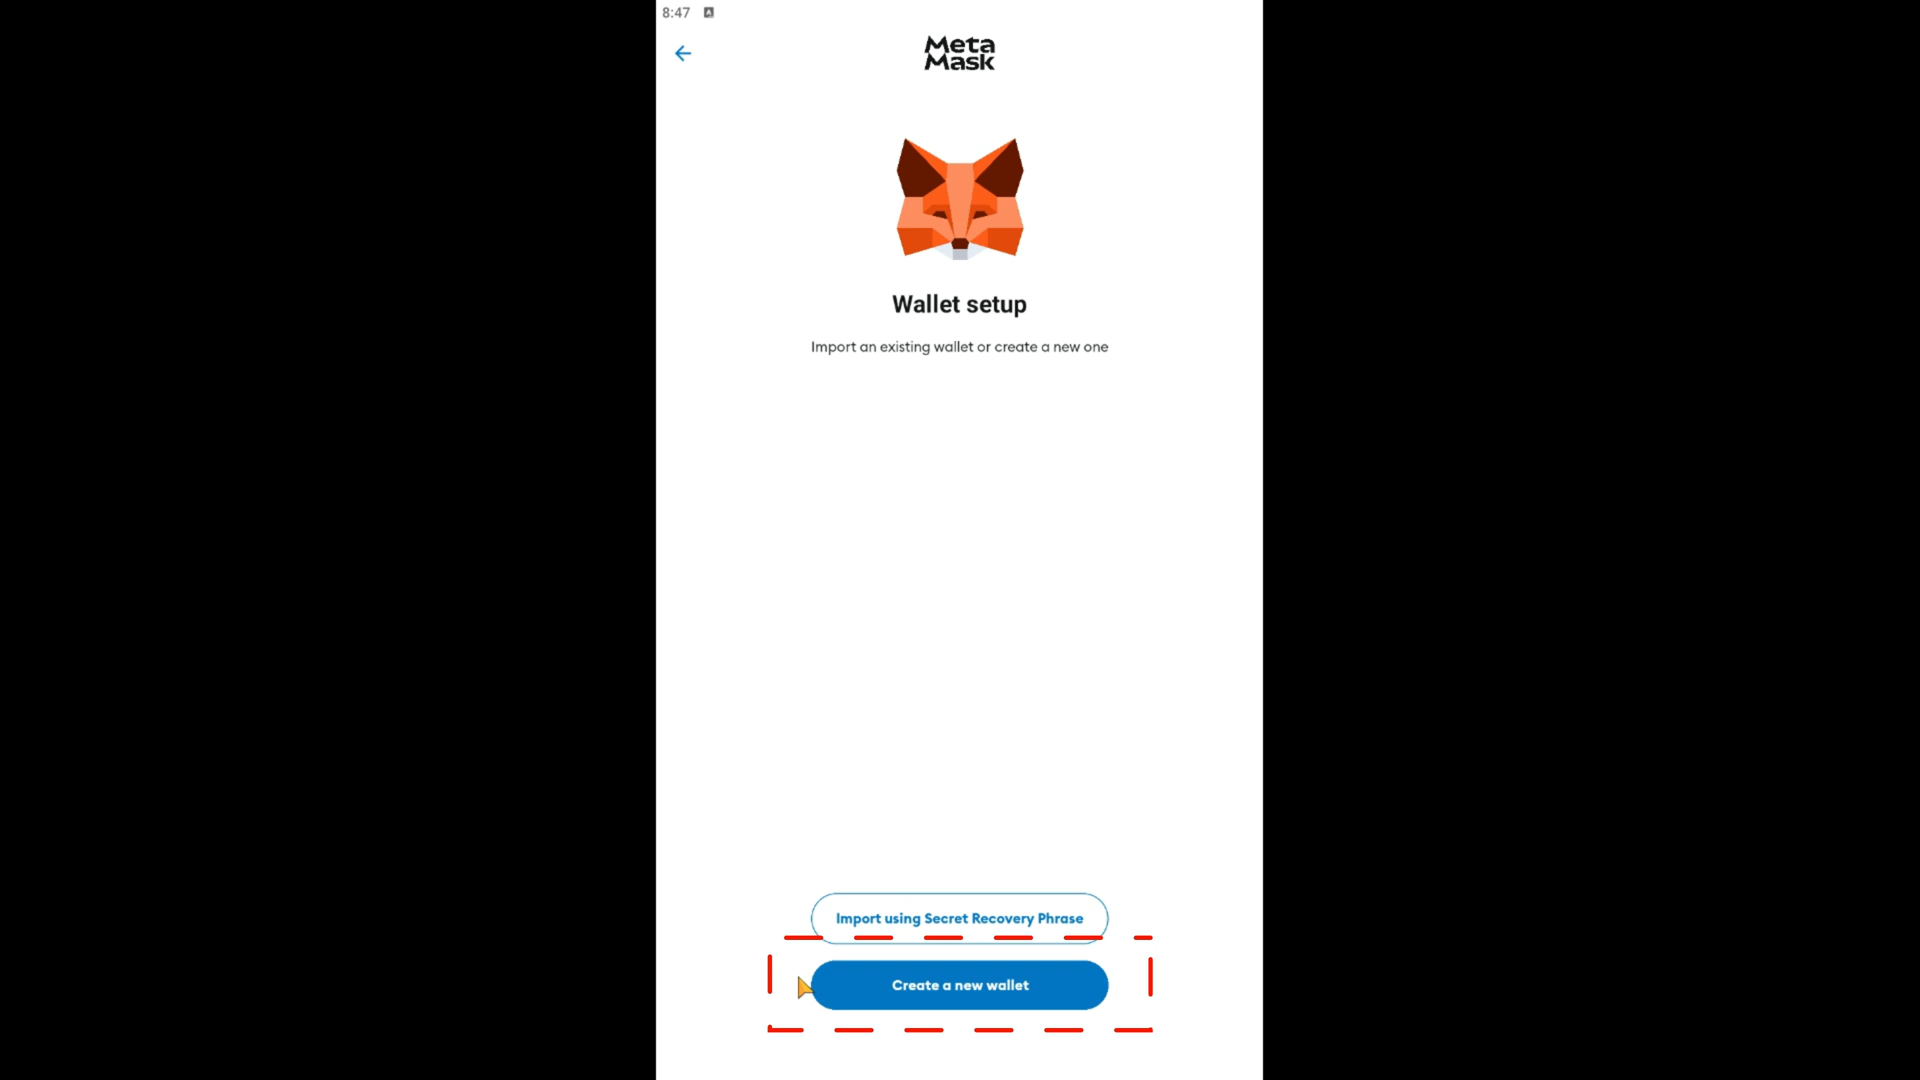 8:47
Meta
Mask
Wallet setup
Import an existing wallet or create a new one
Import using Secret Recovery Phrase
Create a new wallet